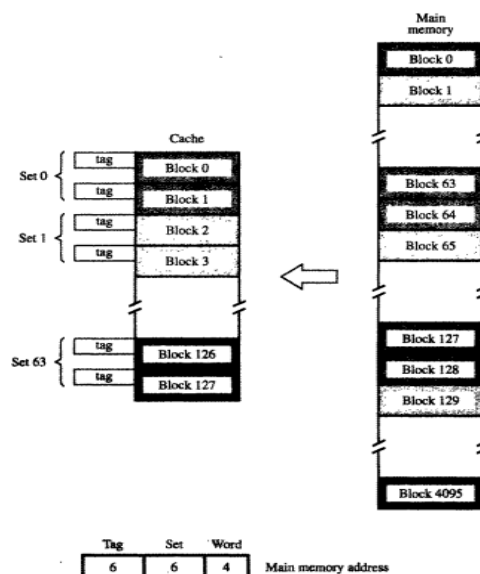 Main
memory
Block 0
Block 1
Block 63
Block 64
Block 65
Block 127
Block 128
Block 129
Block 4095
Cache
Set 0
tag
Block 0
tag
Block 1
Set 1
tag
Block 2
tag
Block 3
Set 63
tag
Block 126
tag
Block 127
Tag Set Word
6 6 4 Main memory address